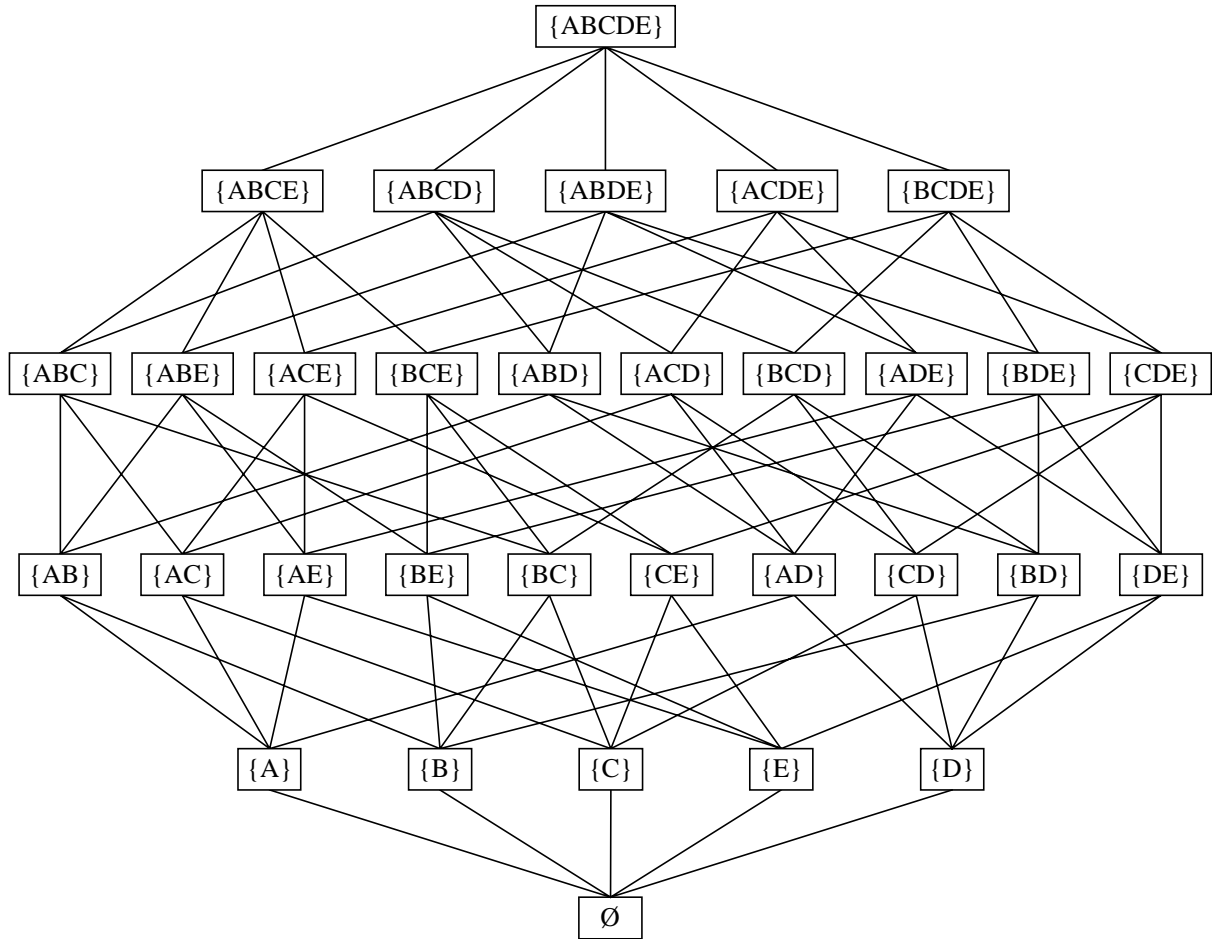 {ABCDE}
{ABCE} {ABCD} {ABDE} {ACDE} {BCDE}
{ABC} {ABE} {ACE} {BCE} {ABD} {ACD} {BCD} {ADE} {BDE} {CDE}
{AB} {AC} {AE} {BE} {BC} {CE} {AD} {CD} {BD} {DE}
{A} {B} {C} {E} {D}
Ø